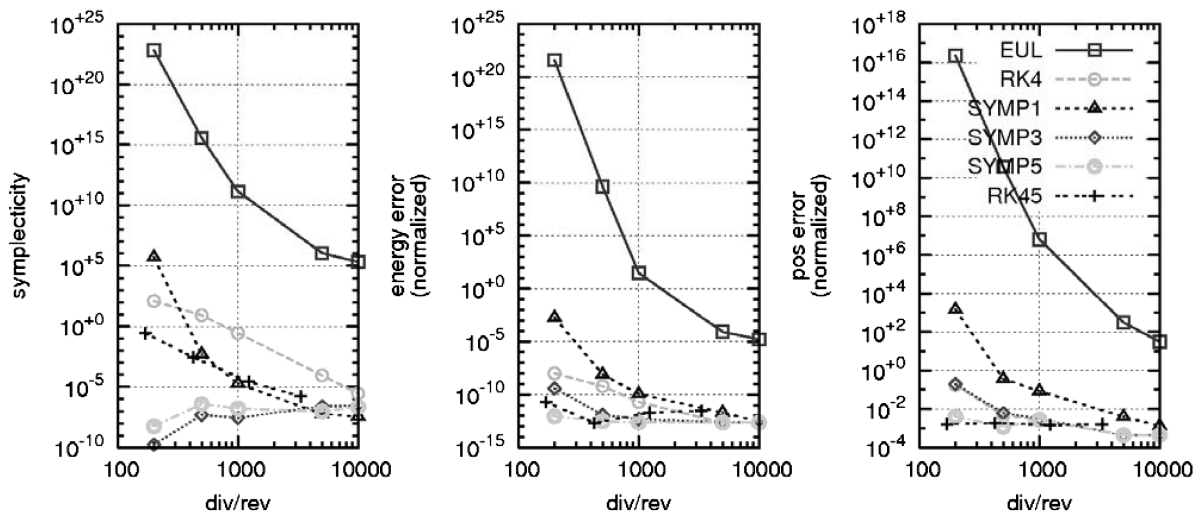 10+25
10+20
10+15
10+10
10+5
10+0
10-5
10-10
100
1000
10000
symplecticity
div/rev
10+25
10+20
10+15
10+10
10+5
10+0
10-5
10-10
10-15
100
1000
10000
energy error
(normalized)
div/rev
10+18
10+16
10+14
10+12
10+10
10+8
10+6
10+4
10+2
10+0
10-2
10-4
100
1000
10000
pos error
(normalized)
div/rev
EUL
RK4
SYMP1
SYMP3
SYMP5
RK45